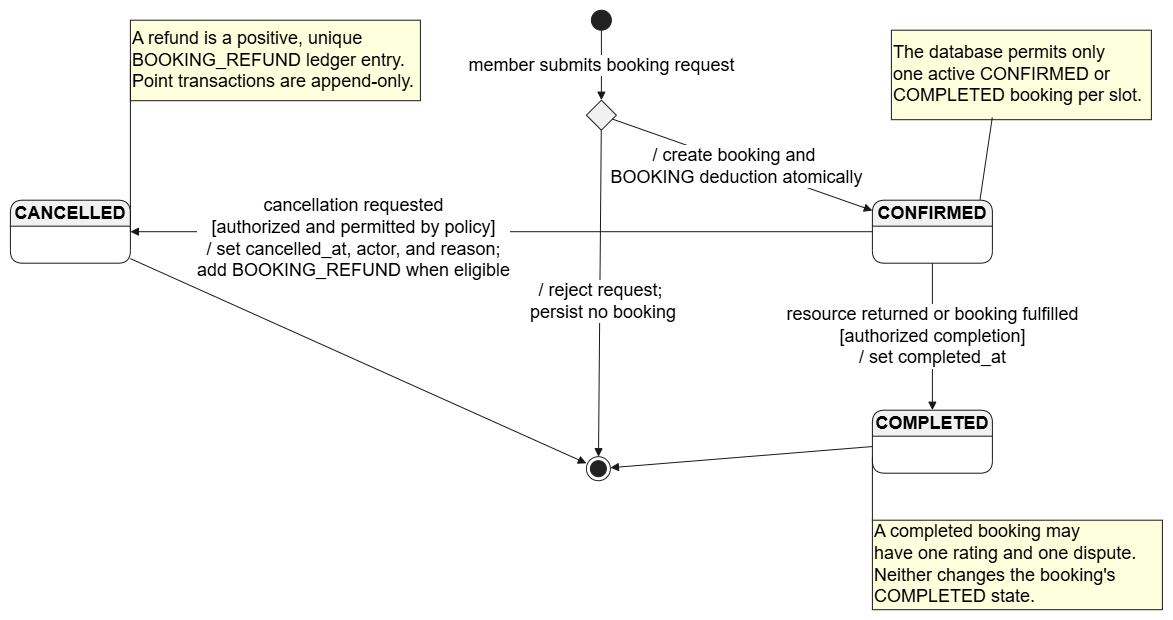 A refund is a positive, unique
BOOKING_REFUND ledger entry.
Point transactions are append-only.
member submits booking request
The database permits only
one active CONFIRMED or
COMPLETED booking per slot.
/ create booking and
BOOKING deduction atomically
CANCELLED
cancellation requested
[authorized and permitted by policy]
/ set cancelled_at, actor, and reason;
add BOOKING_REFUND when eligible
CONFIRMED
/ reject request;
persist no booking
resource returned or booking fulfilled
[authorized completion]
/ set completed_at
COMPLETED
A completed booking may
have one rating and one dispute.
Neither changes the booking's
COMPLETED state.